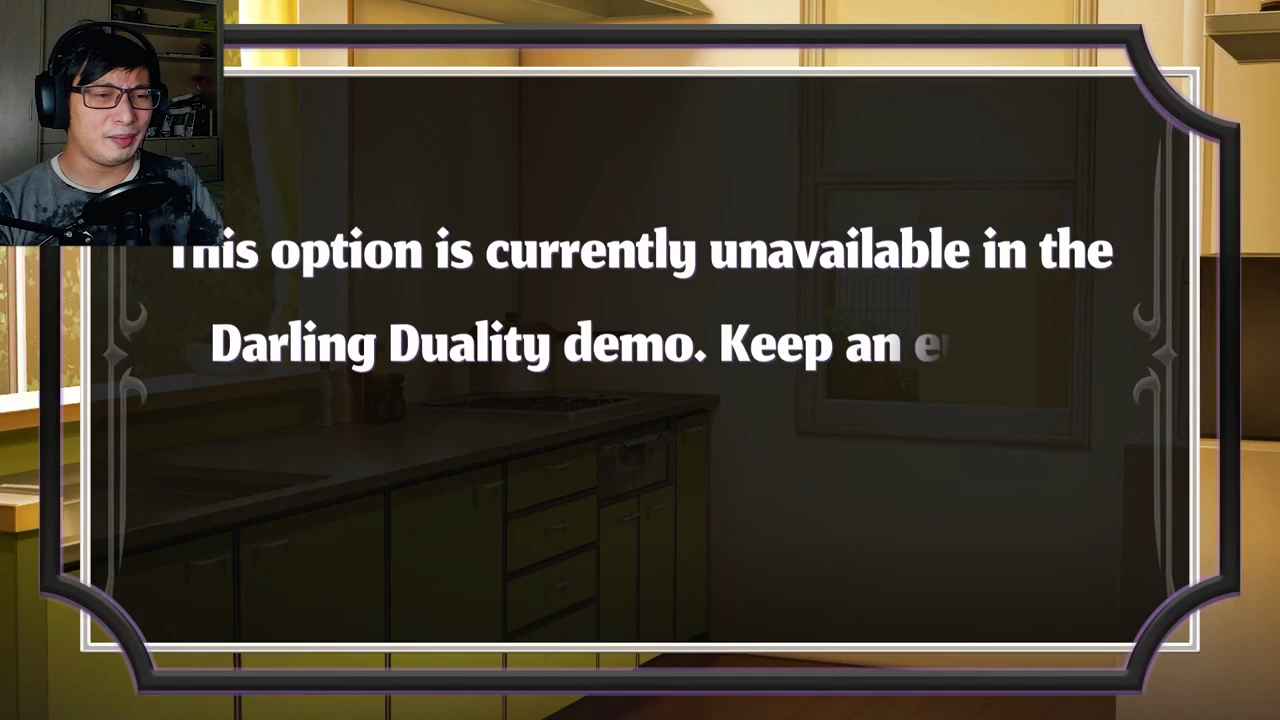 This option is currently unavailable in the
Darling Duality demo. Keep an